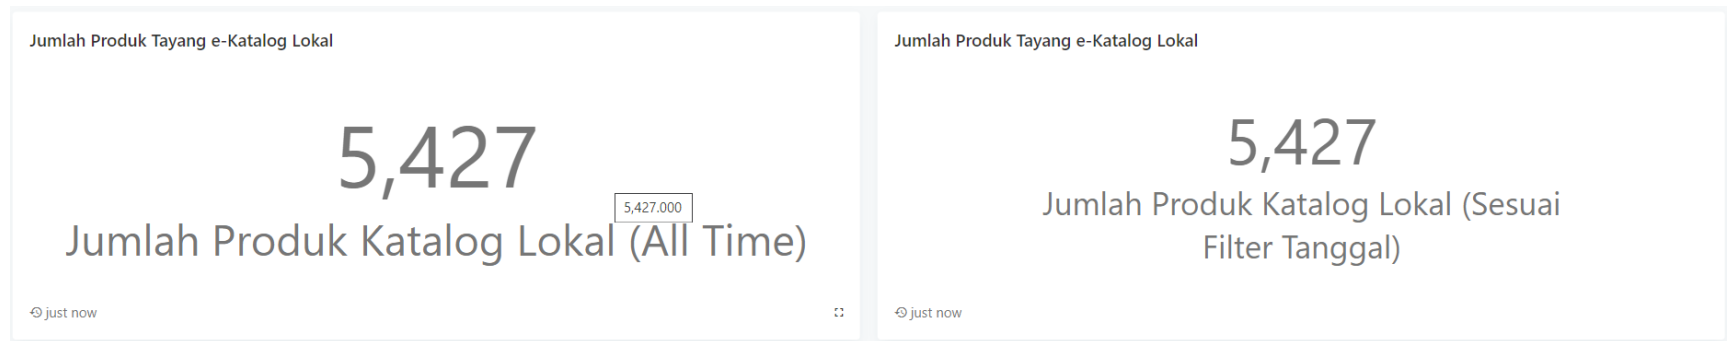 Jumlah Produk Tayang e-Katalog Lokal
5,427
5,427.000
Jumlah Produk Katalog Lokal (All Time)
just now
Jumlah Produk Tayang e-Katalog Lokal
5,427
Jumlah Produk Katalog Lokal (Sesuai
Filter Tanggal)
just now